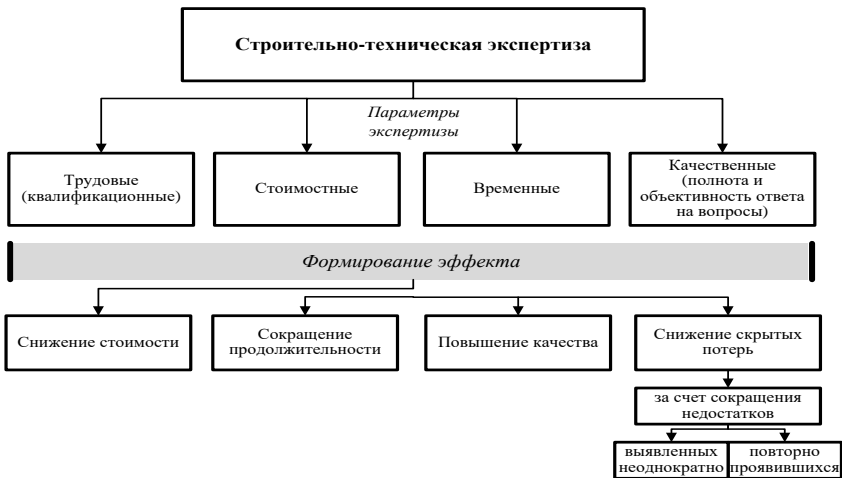 Строительно-техническая экспертиза
Параметры
экспертизы
Трудовые
(квалификационные)
Стоимостные
Временные
Качественные
(полнота и
объективность ответа
на вопросы)
Формирование эффекта
Снижение стоимости
Сокращение
продолжительности
Повышение качества
Снижение скрытых
потерь
за счет сокращения
недостатков
выявленных
неоднократно
повторно
проявившихся